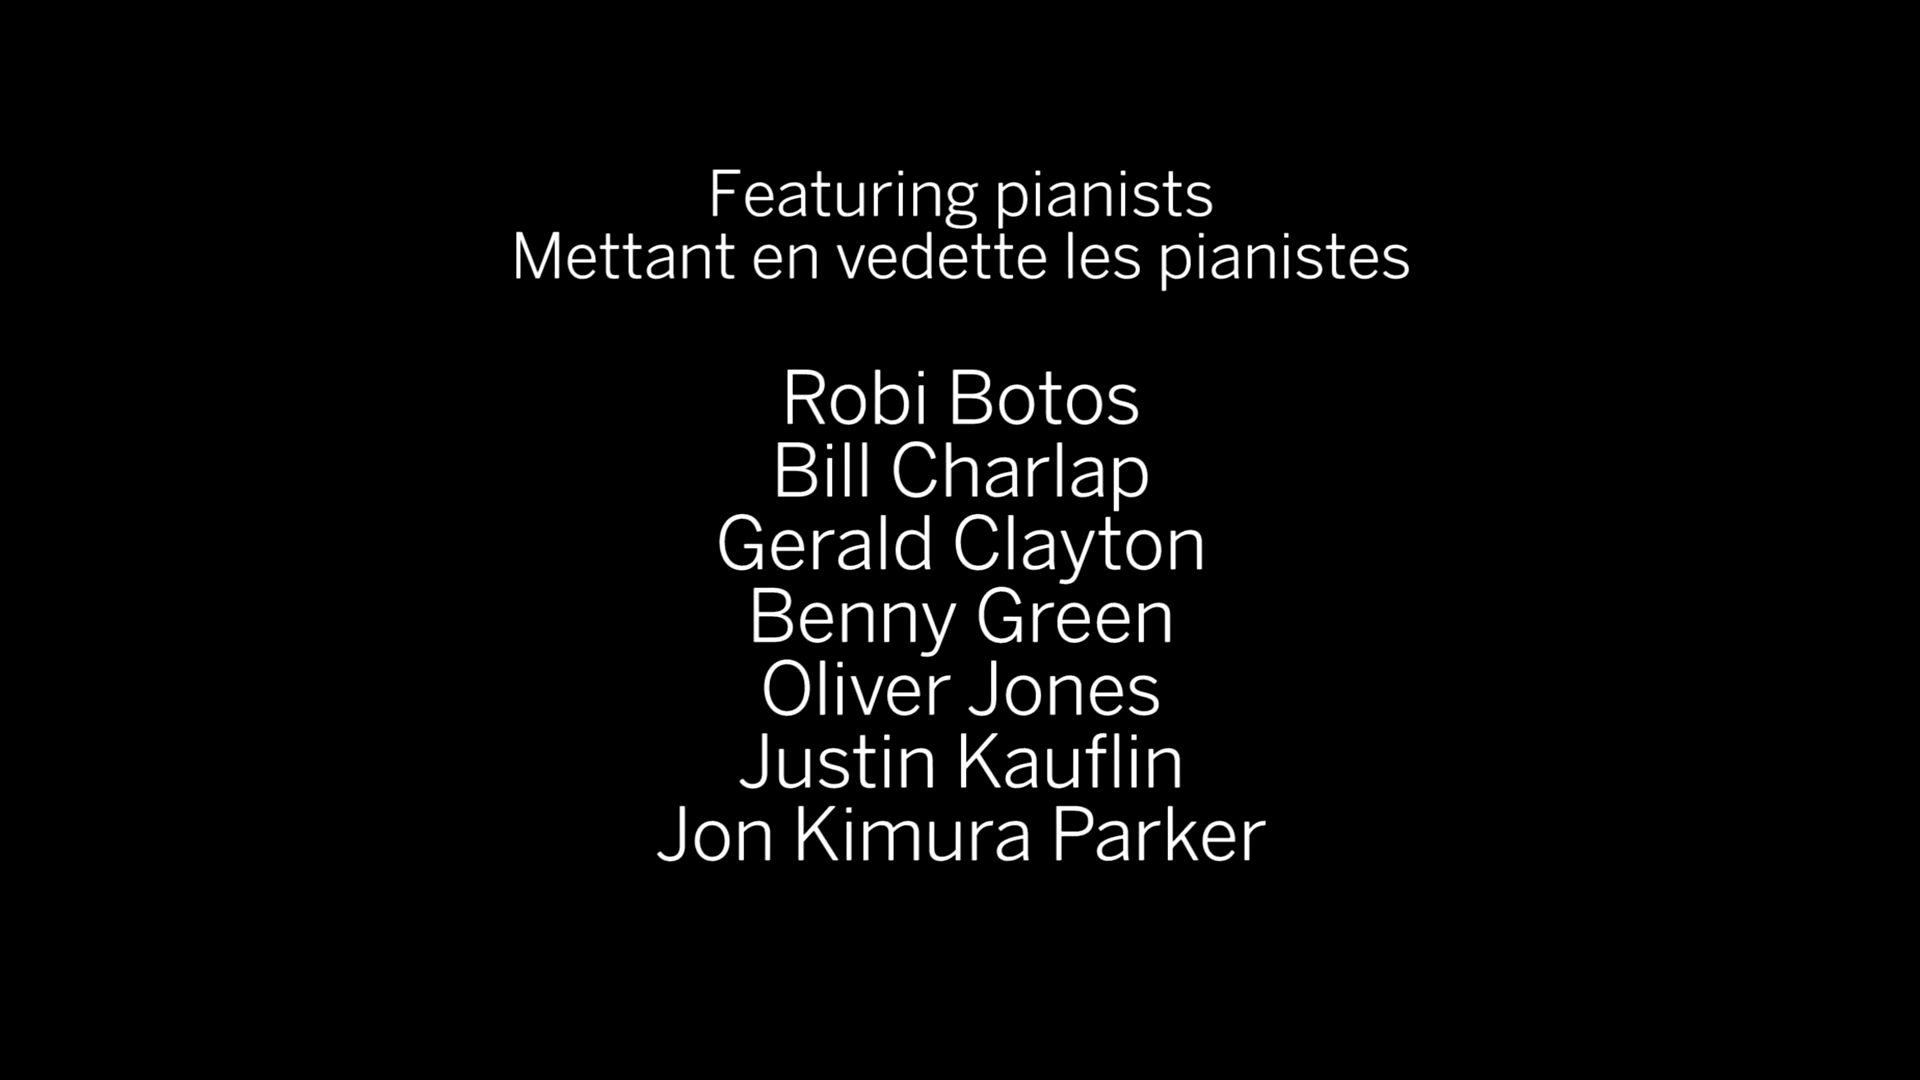 Featuring pianists
Mettant en vedette les pianistes
Robi Botos
Bill Charlap
Gerald Clayton
Benny Green
Oliver Jones
Justin Kauflin
Jon Kimura Parker